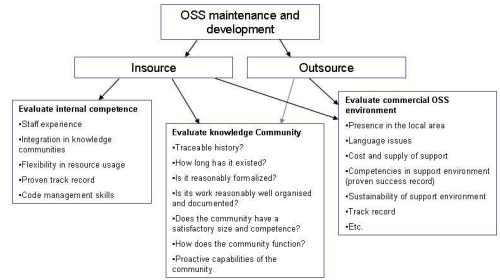 OSS maintenance and
development
Insource
Outsource
Evaluate internal competence
•Staff experience
•Integration in knowledge
communities
•Flexibility in resource usage
•Proven track record
•Code management skills
Evaluate knowledge Community
•Traceable history?
•How long has it existed?
•Is it reasonably formalized?
•Is its work reasonably well organised
and documented?
•Does the community have a
satisfactory size and competence?
•How does the community function?
•Proactive capabilities of the
community.
Evaluate commercial OSS
environment
•Presence in the local area
•Language issues
•Cost and supply of support
•Competencies in support environment
(proven success record)
•Sustainability of support environment
•Track record
•Etc.